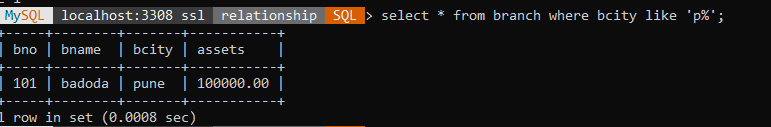 MySQL localhost:3308 ssl relationship SQL > select * from branch where bcity like 'p%';
+-----+--------+-------+-----------+
| bno | bname | bcity | assets |
+-----+--------+-------+-----------+
| 101 | badoda | pune | 100000.00 |
+-----+--------+-------+-----------+
1 row in set (0.0008 sec)